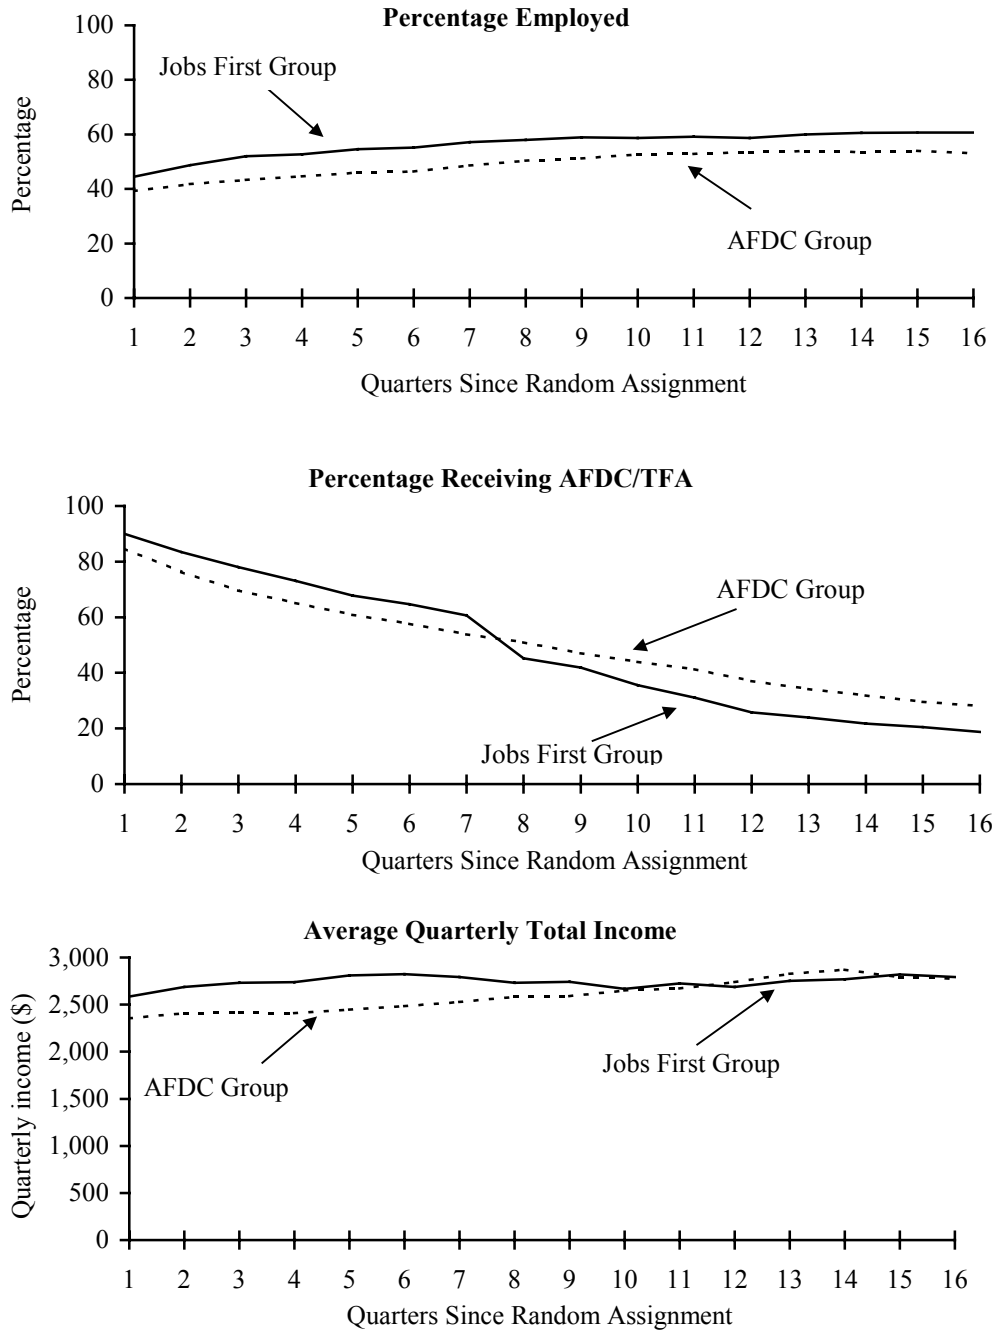 Percentage Employed
100
80
60
40
20
0
Percentage
Jobs First Group
AFDC Group
1 2 3 4 5 6 7 8 9 10 11 12 13 14 15 16
Quarters Since Random Assignment
Percentage Receiving AFDC/TFA
100
80
60
40
20
0
Percentage
AFDC Group
Jobs First Group
1 2 3 4 5 6 7 8 9 10 11 12 13 14 15 16
Quarters Since Random Assignment
Average Quarterly Total Income
3,000
2,500
2,000
1,500
1,000
500
0
Quarterly income ($)
Jobs First Group
AFDC Group
1 2 3 4 5 6 7 8 9 10 11 12 13 14 15 16
Quarters Since Random Assignment